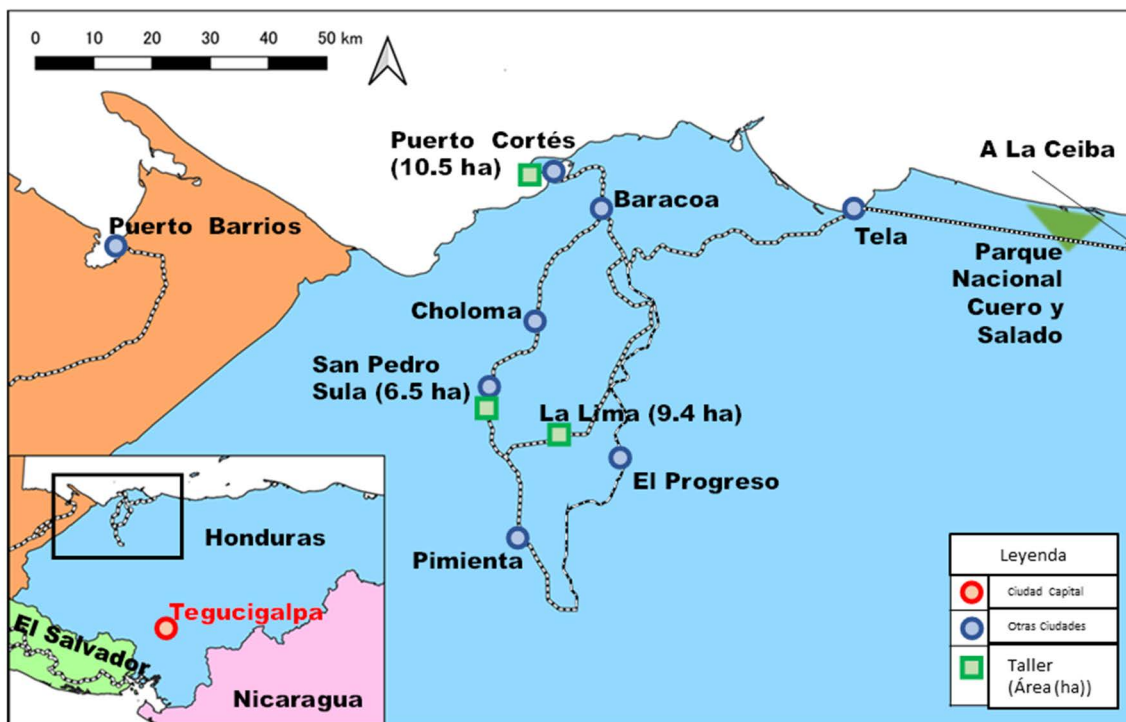 0 10 20 30 40 50 km
Puerto Cortés
(10.5 ha)
A La Ceiba
Baracoa
Puerto Barrios
Tela
Parque
Nacional
Cuero y
Salado
Choloma
San Pedro
Sula (6.5 ha)
La Lima (9.4 ha)
El Progreso
Pimienta
Honduras
Tegucigalpa
El Salvador
Nicaragua
Leyenda
Ciudad Capital
Otras Ciudades
Taller
(Área (ha))